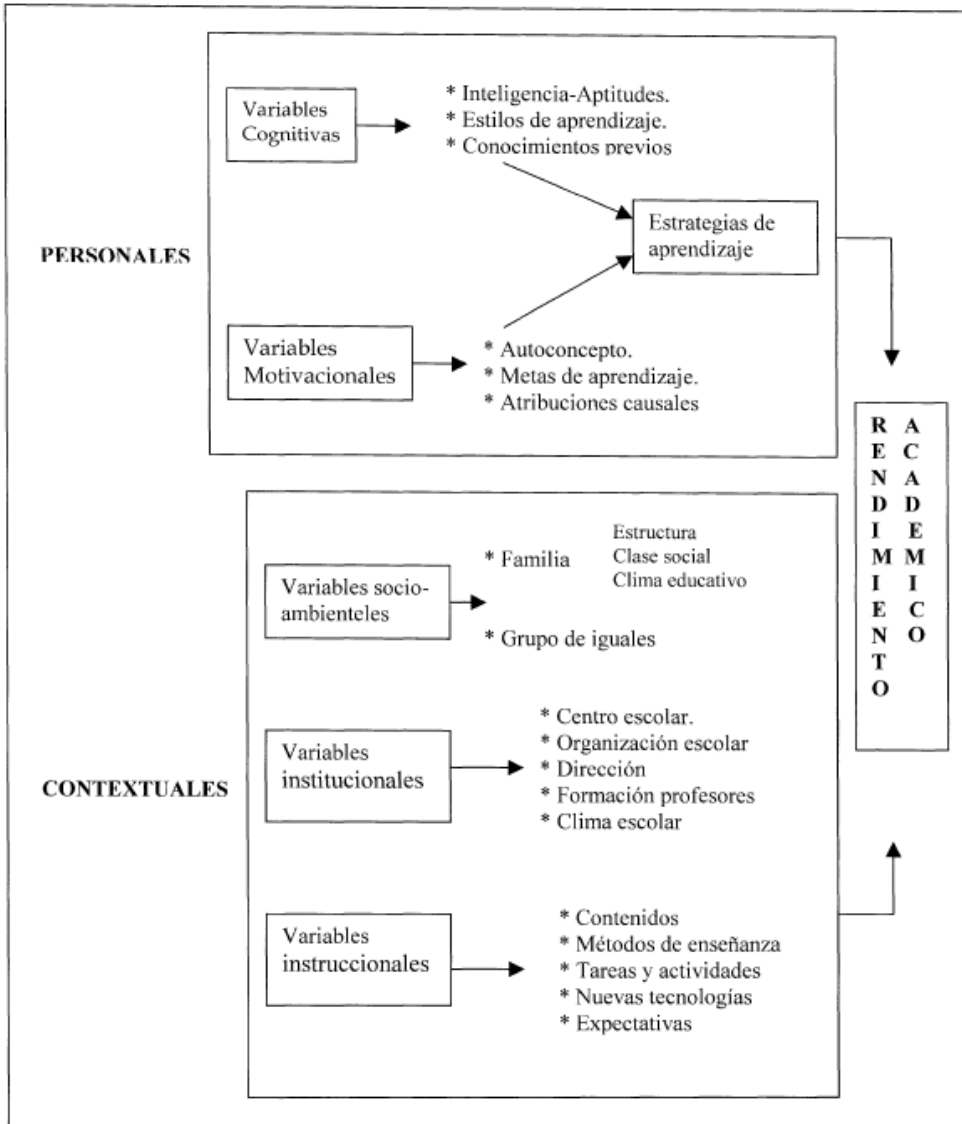 PERSONALES
Variables
Cognitivas
* Inteligencia-Aptitudes.
* Estilos de aprendizaje.
* Conocimientos previos
Estrategias de
aprendizaje
Variables
Motivacionales
* Autoconcepto.
* Metas de aprendizaje.
* Atribuciones causales
CONTEXTUALES
Variables socio-
ambienteles
* Familia
Estructura
Clase social
Clima educativo
* Grupo de iguales
Variables
institucionales
* Centro escolar.
* Organización escolar
* Dirección
* Formación profesores
* Clima escolar
Variables
instruccionales
* Contenidos
* Métodos de enseñanza
* Tareas y actividades
* Nuevas tecnologías
* Expectativas
RENDIMIENTO
ACADEMICO